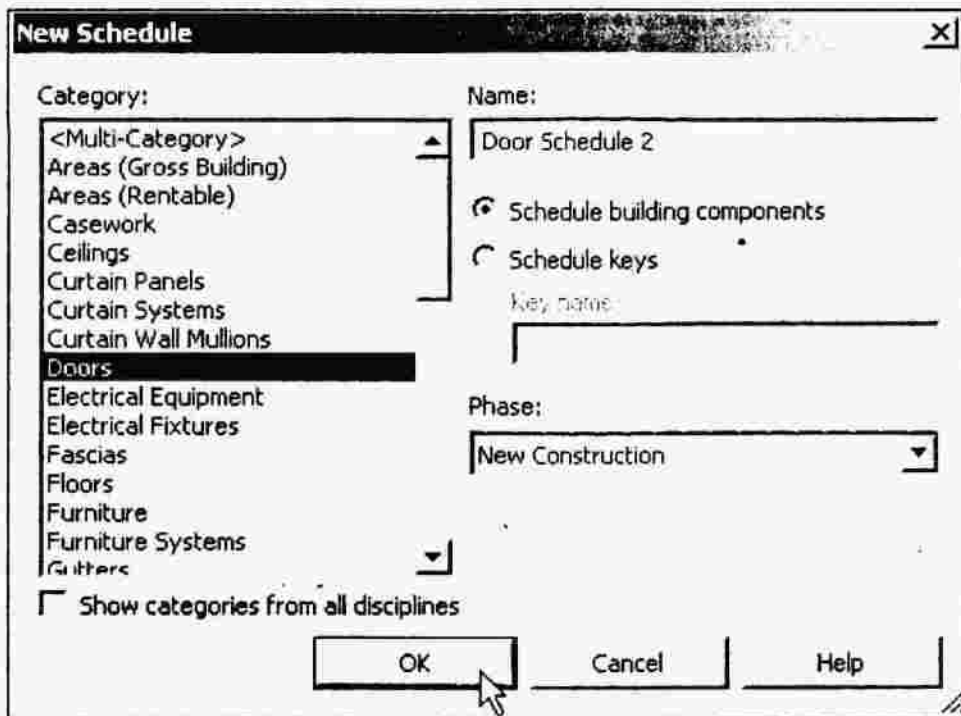 New Schedule
Category:
<Multi-Category>
Areas (Gross Building)
Areas (Rentable)
Casework
Ceilings
Curtain Panels
Curtain Systems
Curtain Wall Mullions
Doors
Electrical Equipment
Electrical Fixtures
Fascias
Floors
Furniture
Furniture Systems
Gutters
Show categories from all disciplines
Name:
Door Schedule 2
Schedule building components
Schedule keys
Key name
Phase:
New Construction
OK
Cancel
Help